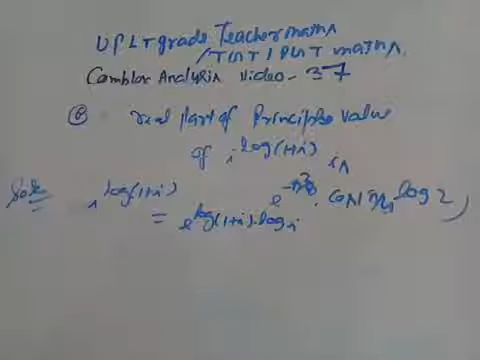 UP LT grade Teacher maths
/TGT/PGT maths
Complex Analysis Video-37
real part of Principle value
of i^log(1+i) is
e^-π²/8 . cos(π/4 log 2)
Sol: i^log(1+i)
= e^log(1+i).log i